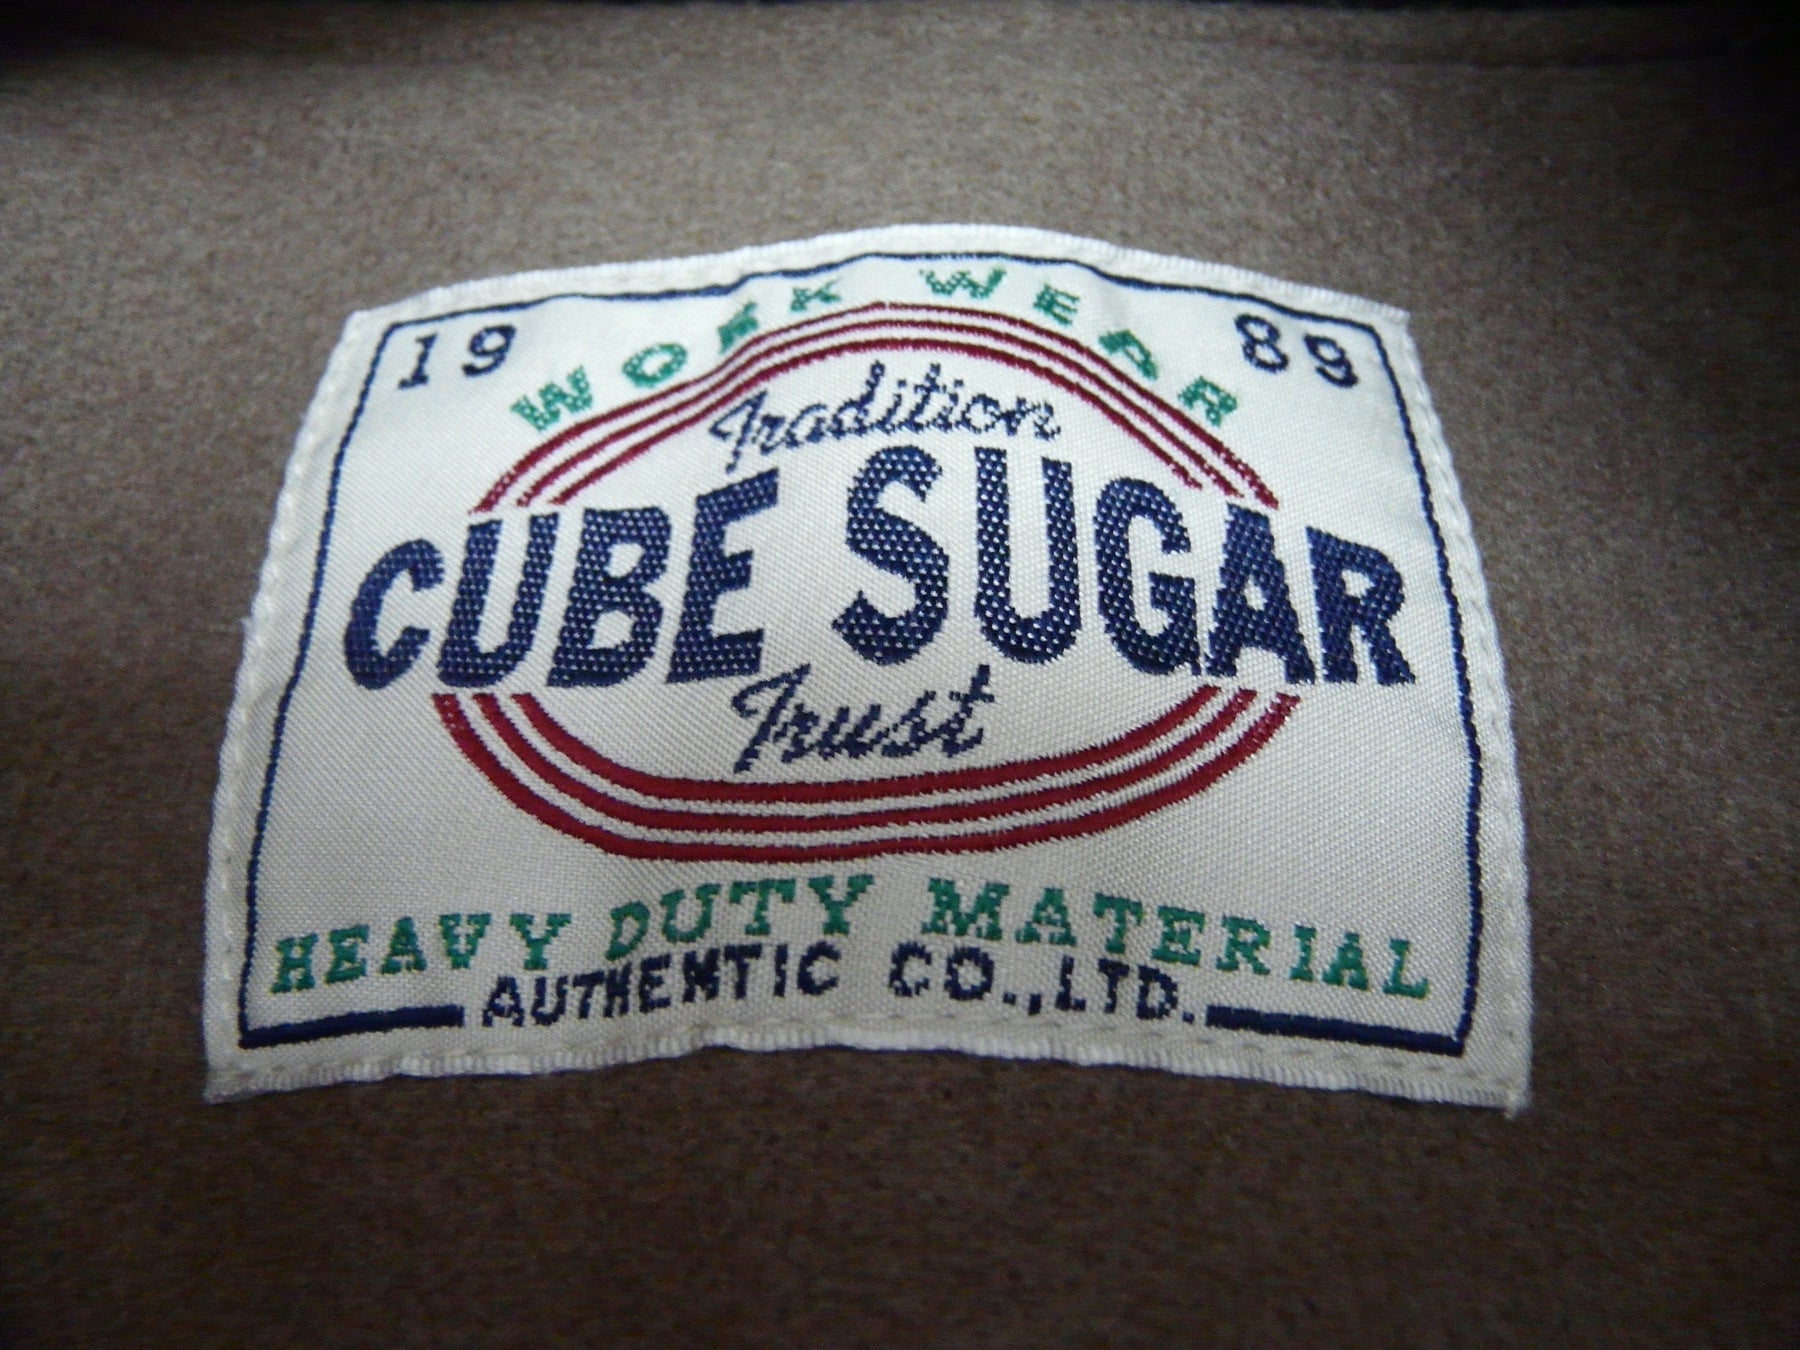 19 WORK WEAR 89
Tradition
CUBE SUGAR
Trust
HEAVY DUTY MATERIAL
AUTHENTIC CO.,LTD.